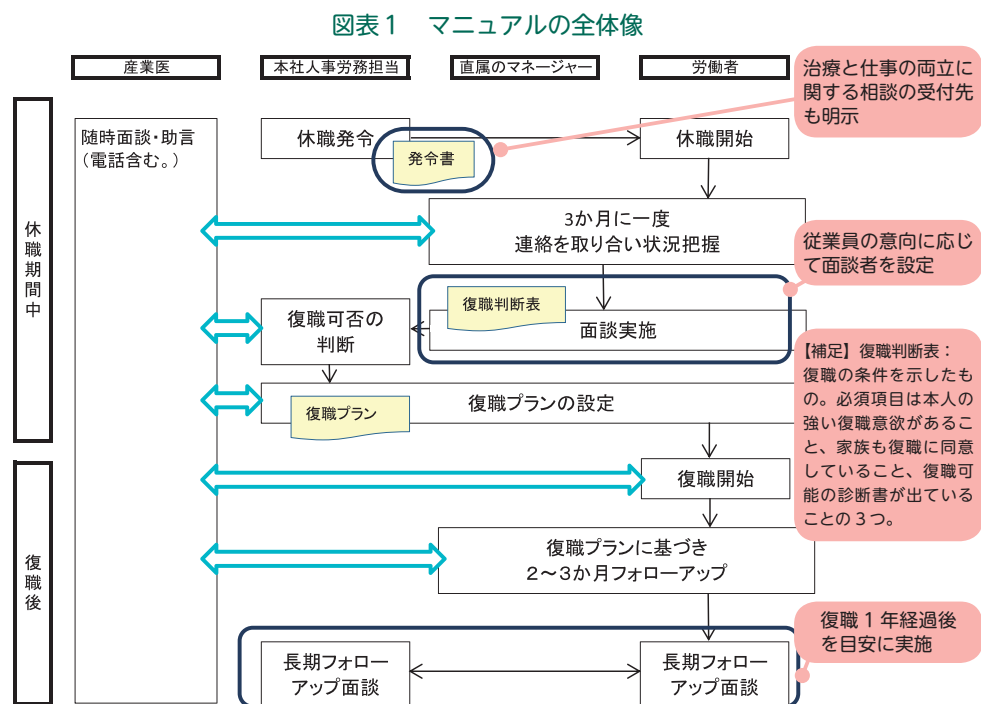 図表1 マニュアルの全体像
産業医
本社人事労務担当
直属のマネージャー
労働者
治療と仕事の両立に
関する相談の受付先
も明示
休職期間中
随時面談・助言
（電話含む。）
休職発令
発令書
休職開始
3か月に一度
連絡を取り合い状況把握
従業員の意向に応じ
て面談者を設定
復職判断表
面談実施
復職可否の
判断
【補足】復職判断表：
復職の条件を示したも
の。必須項目は本人の
強い復職意欲があるこ
と、家族も復職に同意
していること、復職可
能の診断書が出ている
ことの3つ。
復職プランの設定
復職プラン
復職後
復職開始
復職プランに基づき
2～3か月フォローアップ
復職1年経過後
を目安に実施
長期フォロー
アップ面談
長期フォロー
アップ面談